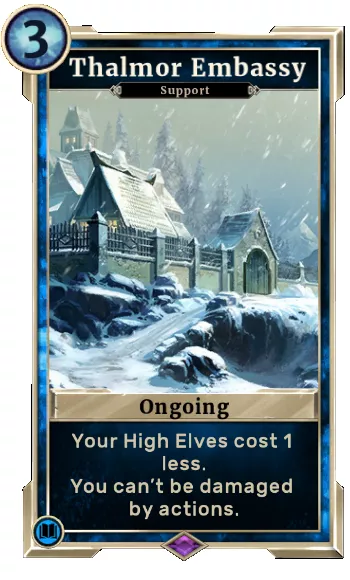 3
Thalmor Embassy
Support
Ongoing
Your High Elves cost 1
less.
You can't be damaged
by actions.